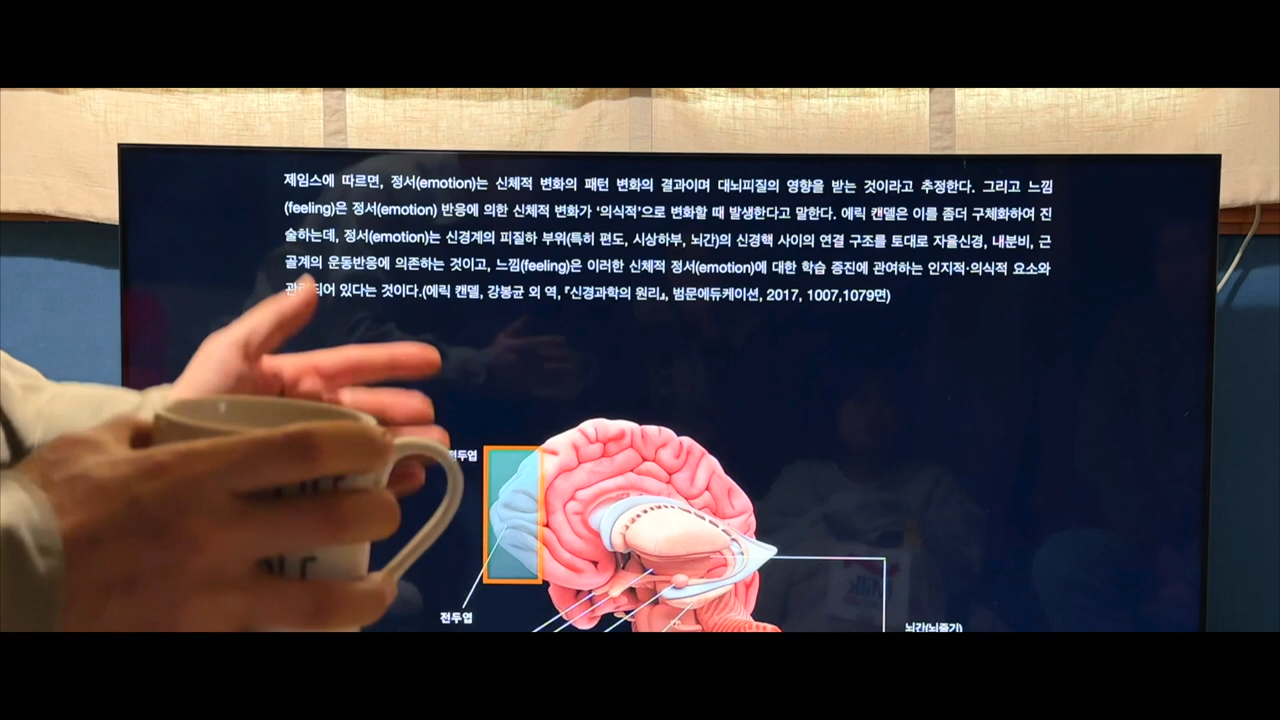 제임스에 따르면, 정서(emotion)는 신체적 변화의 패턴 변화의 결과이며 대뇌피질의 영향을 받는 것이라고 추정한다. 그리고 느낌
(feeling)은 정서(emotion) 반응에 의한 신체적 변화가 '의식적'으로 변화할 때 발생한다고 말한다. 에릭 캔델은 이를 좀더 구체화하여 진
술하는데, 정서(emotion)는 신경계의 피질하 부위(특히 편도, 시상하부, 뇌간)의 신경핵 사이의 연결 구조를 토대로 자율신경, 내분비, 근
골계의 운동반응에 의존하는 것이고, 느낌(feeling)은 이러한 신체적 정서(emotion)에 대한 학습 증진에 관여하는 인지적·의식적 요소와
있다는 것이다.(에릭 캔델, 강봉균 외 역, 『신경과학의 원리』, 범문에듀케이션, 2017, 1007,1079면)
전두엽
전두엽
뇌간(뇌줄기)